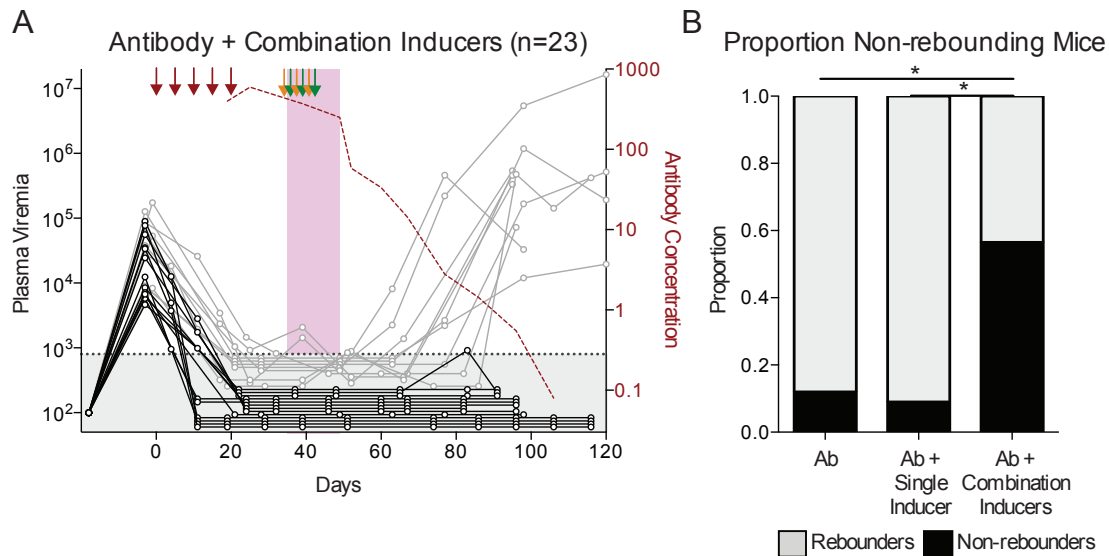 A
Antibody + Combination Inducers (n=23)
10⁷
10⁶
10⁵
10⁴
10³
10²
Plasma Viremia
1000
100
10
1
0.1
Antibody Concentration
0 20 40 60 80 100 120
Days
B
Proportion Non-rebounding Mice
*
*
1.0
0.8
0.6
0.4
0.2
0.0
Proportion
Ab
Ab +
Single
Inducer
Ab +
Combination
Inducers
Rebounders Non-rebounders